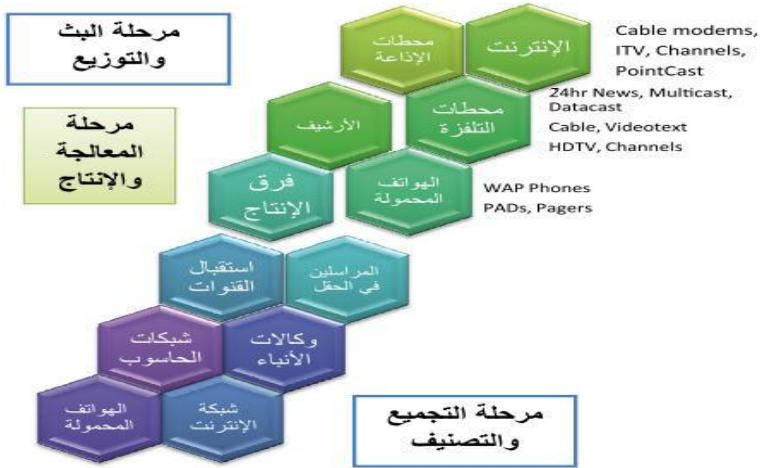 مرحلة البث
والتوزيع
محطات
الإذاعة
الإنترنت
Cable modems,
ITV, Channels,
PointCast
مرحلة
المعالجة
والإنتاج
الأرشيف
محطات
التلفزة
24hr News, Multicast,
Datacast
Cable, Videotext
HDTV, Channels
فرق
الإنتاج
الهواتف
المحمولة
WAP Phones
PADs, Pagers
استقبال
القنوات
المراسلين
في الحقل
شبكات
الحاسوب
وكالات
الأنباء
الهواتف
المحمولة
شبكة
الإنترنت
مرحلة التجميع
والتصنيف